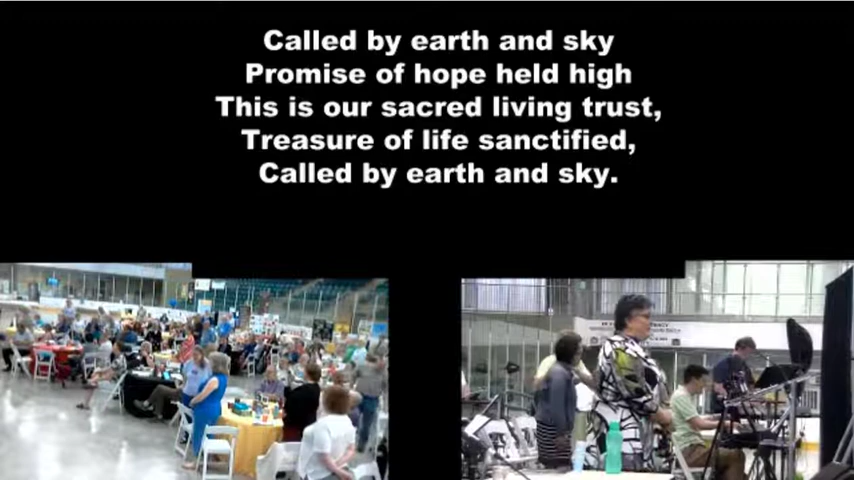 Called by earth and sky
Promise of hope held high
This is our sacred living trust,
Treasure of life sanctified,
Called by earth and sky.